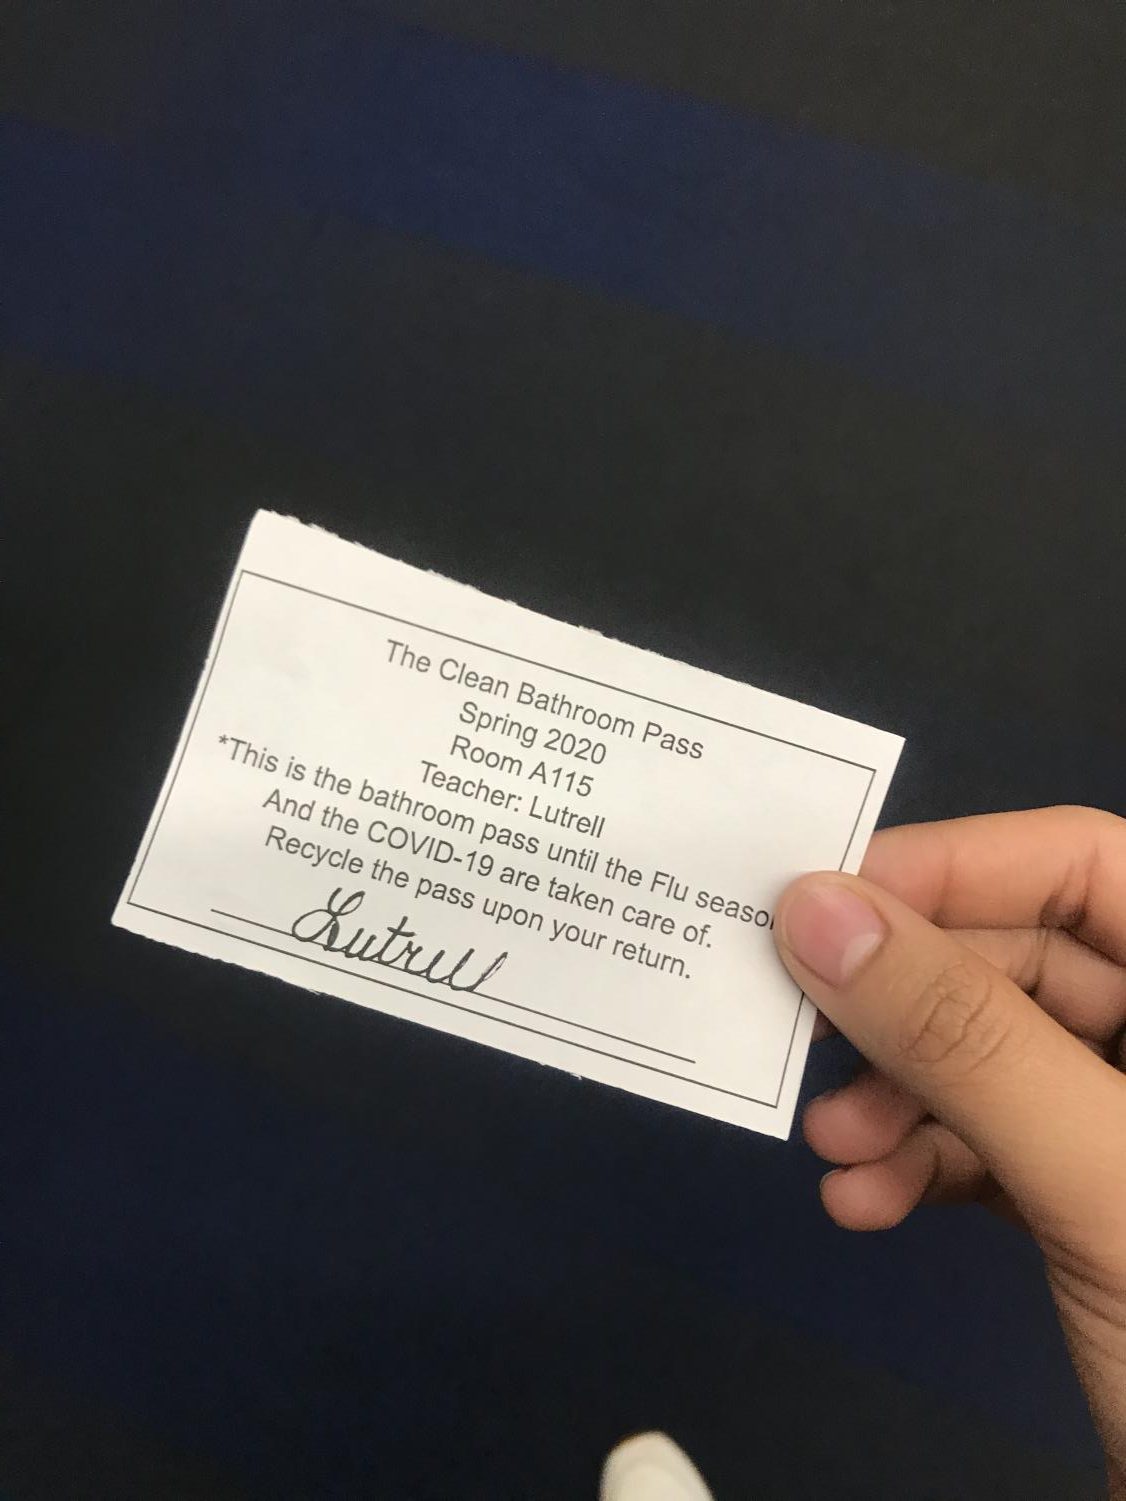 The Clean Bathroom Pass
Spring 2020
Room A115
Teacher: Lutrell
*This is the bathroom pass until the Flu seaso
And the COVID-19 are taken care of.
Recycle the pass upon your return.
Lutrell